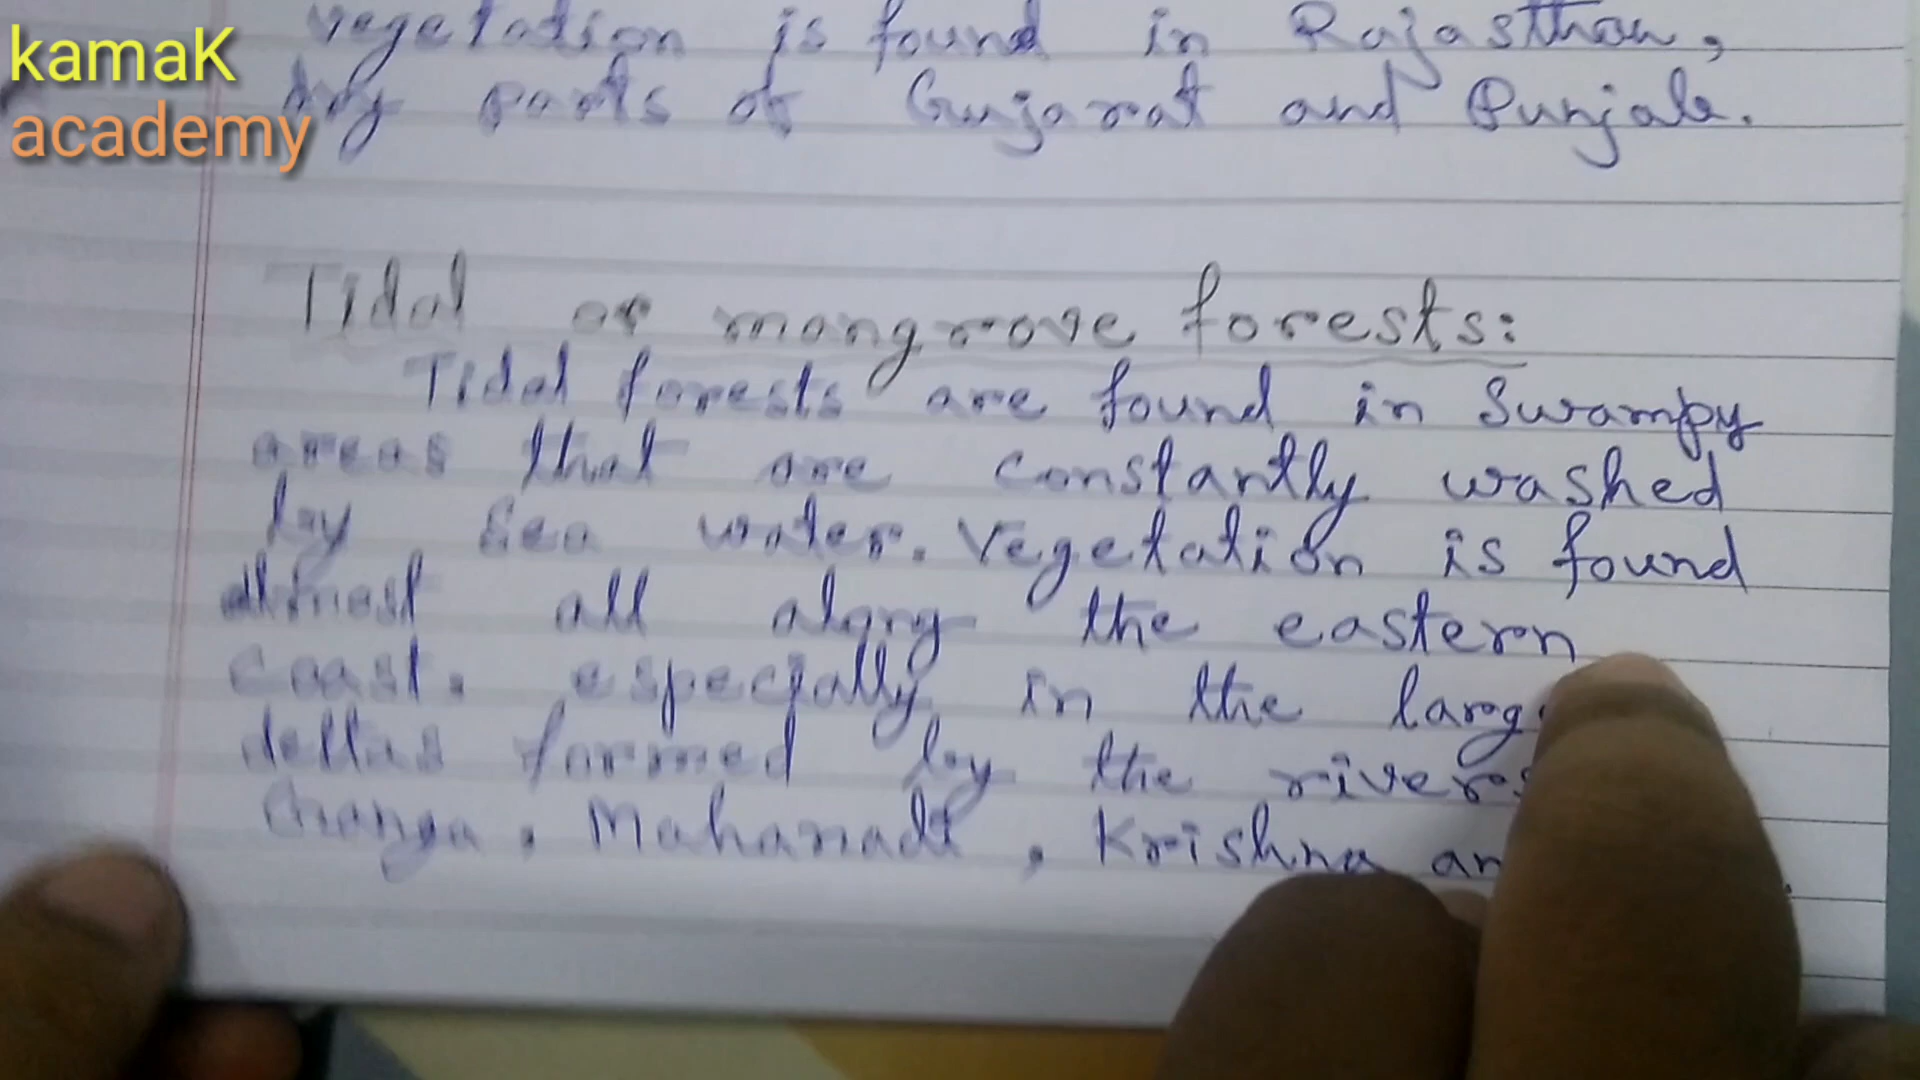 kamaK
academy
vegetation is found in Rajasthan,
dry parts of Gujarat and Punjab.
Tidal or mangrove forests:
Tidal forests are found in Swampy
areas that are constantly washed
by Sea water. Vegetation is found
almost all along the eastern
coast. especially in the larg
deltas formed by the rivers
Ganga, Mahanadi, Krishna an